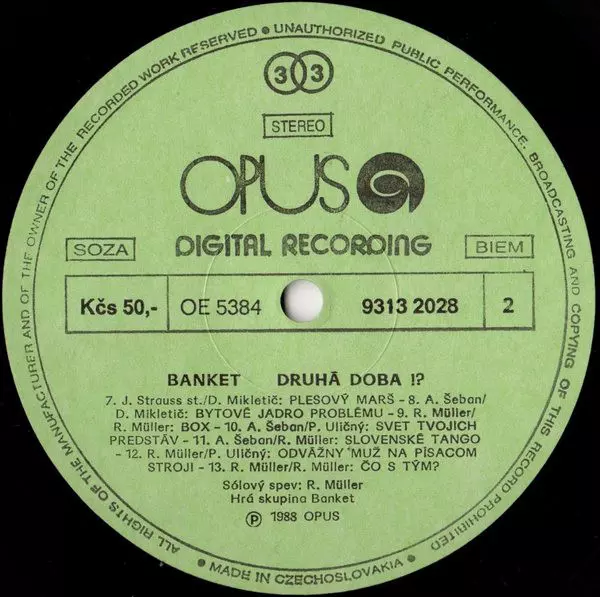 ALL RIGHTS OF THE MANUFACTURER AND OF THE OWNER OF THE RECORDED WORK RESERVED • UNAUTHORIZED PUBLIC PERFORMANCE, BROADCASTING AND COPYING OF THIS RECORD PROHIBITED
33
STEREO
OPUS
SOZA DIGITAL RECORDING BIEM
Kčs 50,- OE 5384 9313 2028 2
BANKET DRUHÁ DOBA !?
7. J. Strauss st./D. Mikletič: PLESOVÝ MARŠ - 8. A. Šeban/
D. Mikletič: BYTOVÉ JADRO PROBLÉMU - 9. R. Müller/
R. Müller: BOX - 10. A. Šeban/P. Uličný: SVET TVOJICH
PREDSTÁV - 11. A. Šeban/R. Müller: SLOVENSKÉ TANGO
- 12. R. Müller/P. Uličný: ODVÁŽNY MUŽ NA PÍSACOM
STROJI - 13. R. Müller/R. Müller: ČO S TÝM?
Sólový spev: R. Müller
Hrá skupina Banket
Ⓟ 1988 OPUS
• MADE IN CZECHOSLOVAKIA •